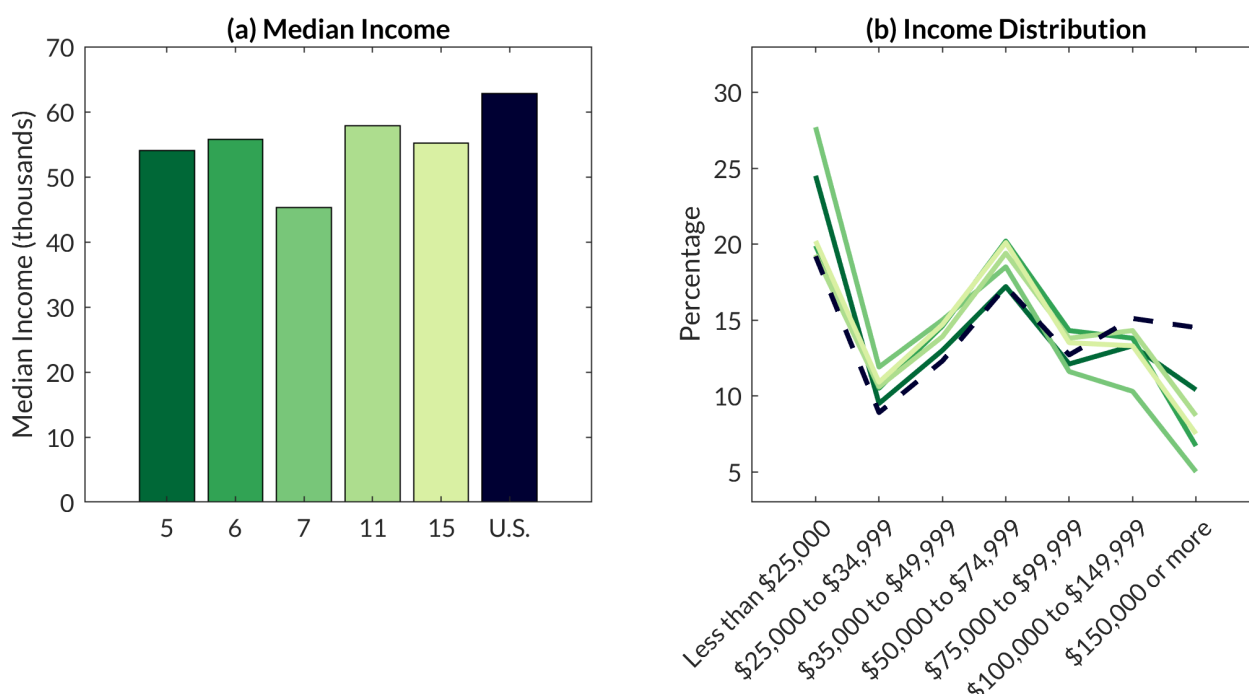 (a) Median Income
Median Income (thousands)
70
60
50
40
30
20
10
0
5 6 7 11 15 U.S.
(b) Income Distribution
Percentage
30
25
20
15
10
5
Less than $25,000
$25,000 to $34,999
$35,000 to $49,999
$50,000 to $74,999
$75,000 to $99,999
$100,000 to $149,999
$150,000 or more